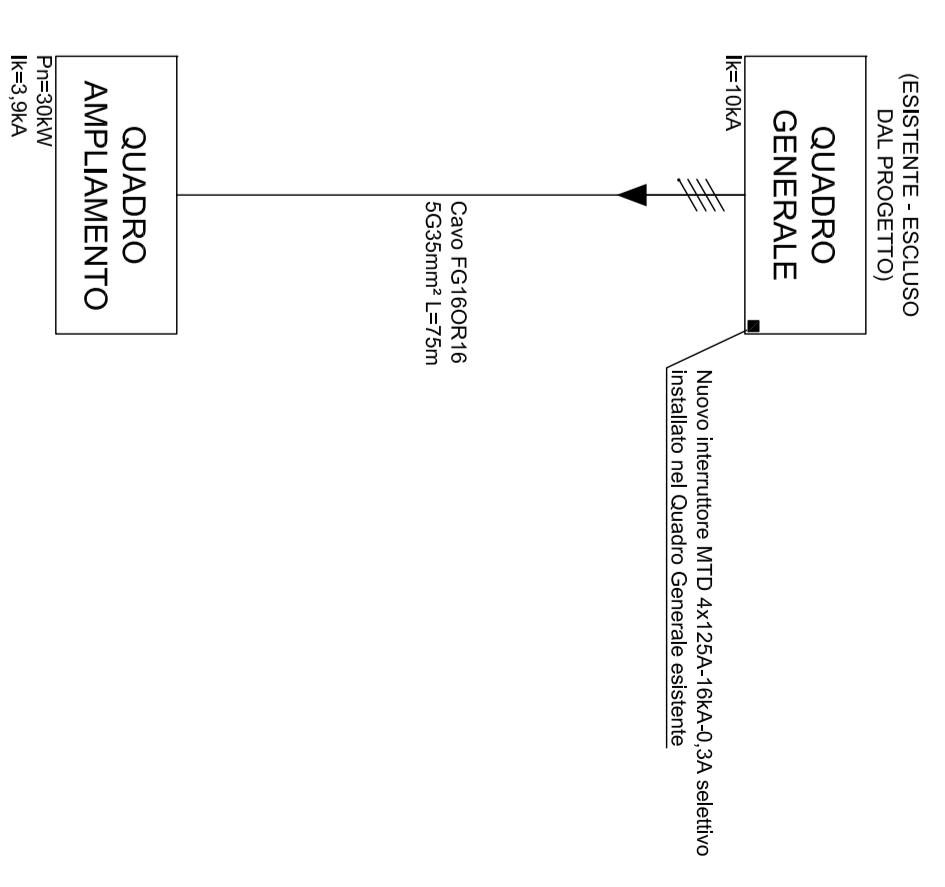 (ESISTENTE - ESCLUSO
DAL PROGETTO)
QUADRO
GENERALE
Ik=10kA
Nuovo interruttore MTD 4x125A-16kA-0,3A selettivo
installato nel Quadro Generale esistente
Cavo FG16OR16
5G35mm² L=75m
QUADRO
AMPLIAMENTO
Pn=30kW
Ik=3,9kA